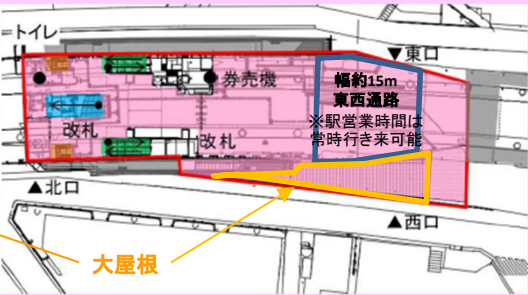 トイレ
▼東口
幅約15m
東西通路
※駅営業時間は
常時行き来可能
券売機
改札
改札
▲北口
▲西口
大屋根